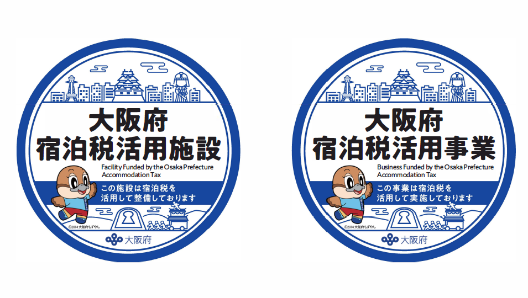 大阪府
宿泊税活用施設
Facility Funded by the Osaka Prefecture
Accommodation Tax
この施設は宿泊税を
活用して整備しております
大阪府
大阪府
宿泊税活用事業
Business Funded by the Osaka Prefecture
Accommodation Tax
この事業は宿泊税を
活用して実施しております
大阪府